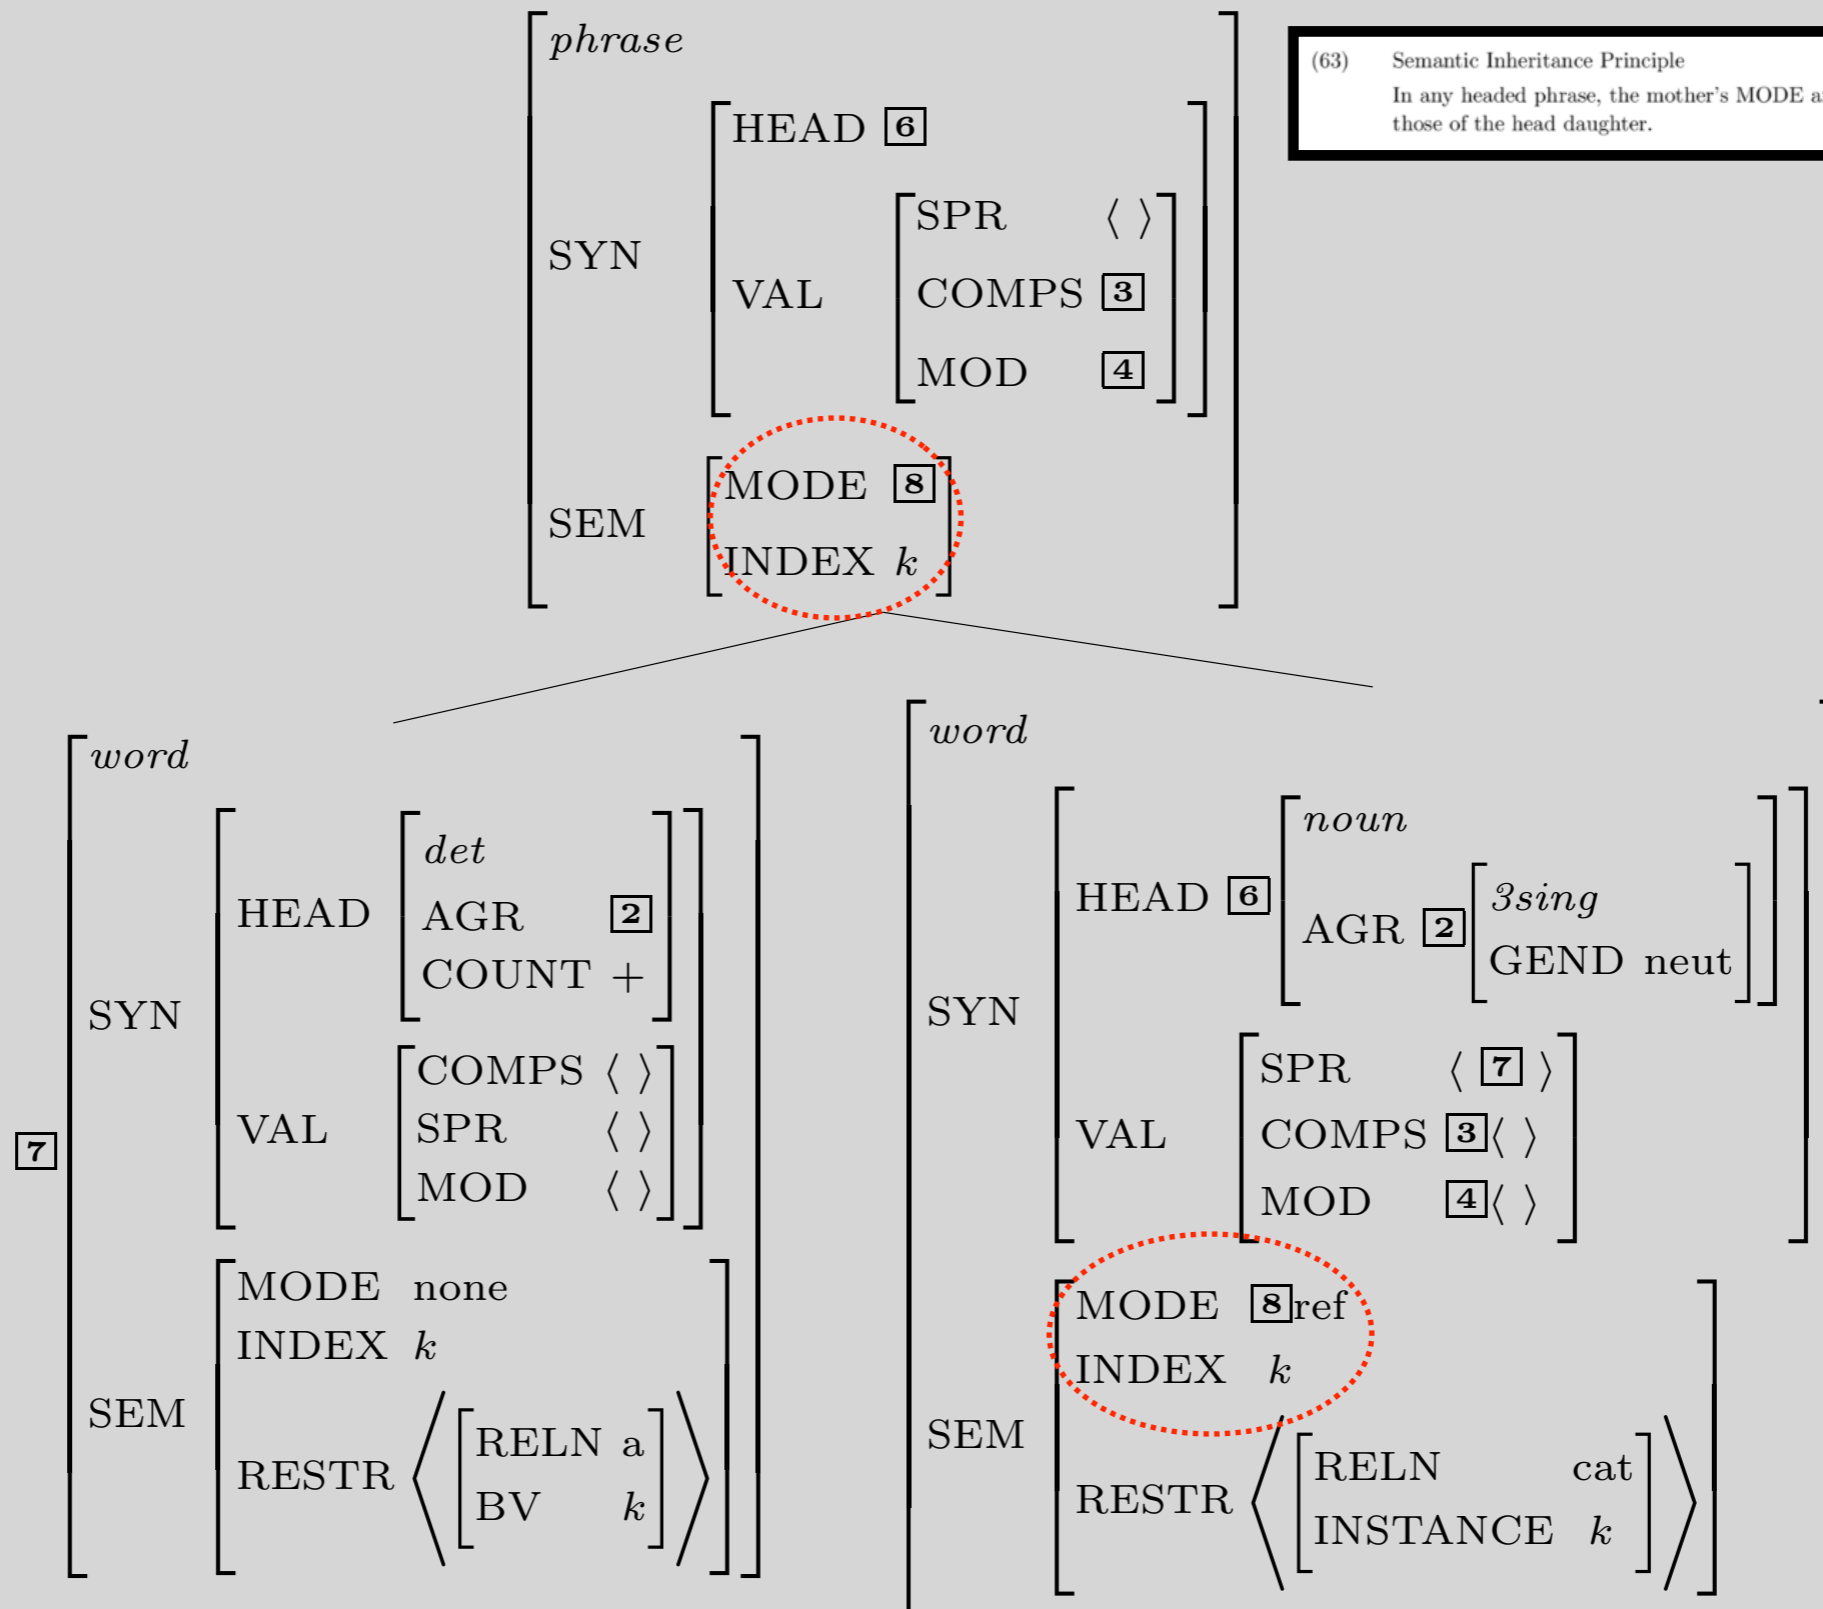 phrase
HEAD 6
SPR ⟨ ⟩
SYN
VAL
COMPS 3
MOD 4
MODE 8
SEM
INDEX k
(63) Semantic Inheritance Principle
In any headed phrase, the mother's MODE
those of the head daughter.
7
word
det
HEAD
AGR 2
COUNT +
SYN
COMPS ⟨ ⟩
VAL
SPR ⟨ ⟩
MOD ⟨ ⟩
MODE none
INDEX k
SEM
RELN a
RESTR
BV k
word
noun
HEAD 6
3sing
AGR 2
GEND neut
SYN
SPR ⟨ 7 ⟩
VAL
COMPS 3 ⟨ ⟩
MOD 4 ⟨ ⟩
MODE 8 ref
INDEX k
SEM
RELN cat
RESTR
INSTANCE k